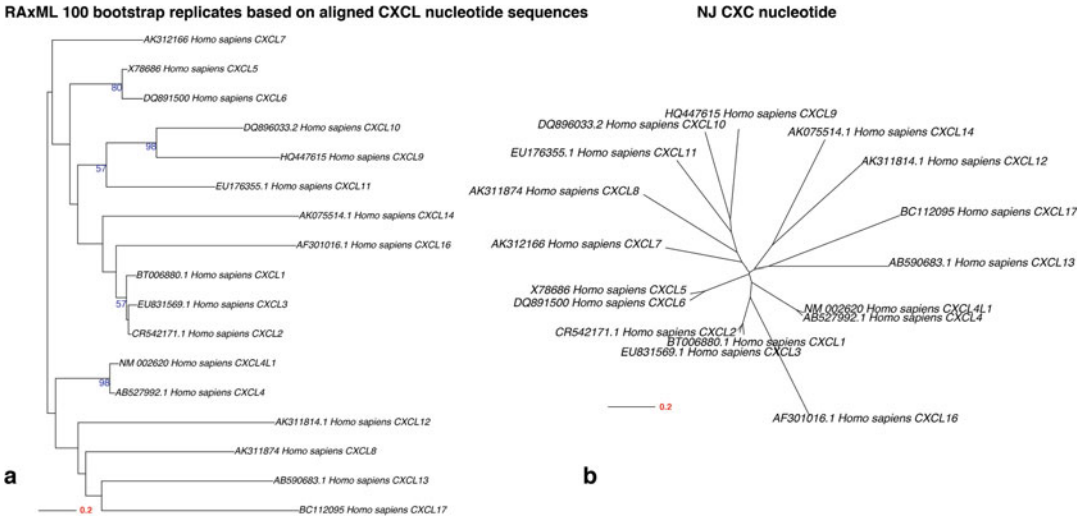 RAxML 100 bootstrap replicates based on aligned CXCL nucleotide sequences
AK312166 Homo sapiens CXCL7
X78686 Homo sapiens CXCL5
80
DQ891500 Homo sapiens CXCL6
DQ896033.2 Homo sapiens CXCL10
98
HQ447615 Homo sapiens CXCL9
57
EU176355.1 Homo sapiens CXCL11
AK075514.1 Homo sapiens CXCL14
AF301016.1 Homo sapiens CXCL16
BT006880.1 Homo sapiens CXCL1
57
EU831569.1 Homo sapiens CXCL3
CR542171.1 Homo sapiens CXCL2
NM 002620 Homo sapiens CXCL4L1
98
AB527992.1 Homo sapiens CXCL4
AK311814.1 Homo sapiens CXCL12
AK311874 Homo sapiens CXCL8
AB590683.1 Homo sapiens CXCL13
BC112095 Homo sapiens CXCL17
0.2
a
NJ CXC nucleotide
HQ447615 Homo sapiens CXCL9
DQ896033.2 Homo sapiens CXCL10
AK075514.1 Homo sapiens CXCL14
EU176355.1 Homo sapiens CXCL11
AK311814.1 Homo sapiens CXCL12
AK311874 Homo sapiens CXCL8
BC112095 Homo sapiens CXCL17
AK312166 Homo sapiens CXCL7
AB590683.1 Homo sapiens CXCL13
X78686 Homo sapiens CXCL5
DQ891500 Homo sapiens CXCL6
NM 002620 Homo sapiens CXCL4L1
AB527992.1 Homo sapiens CXCL4
CR542171.1 Homo sapiens CXCL2
BT006880.1 Homo sapiens CXCL1
EU831569.1 Homo sapiens CXCL3
0.2
AF301016.1 Homo sapiens CXCL16
b